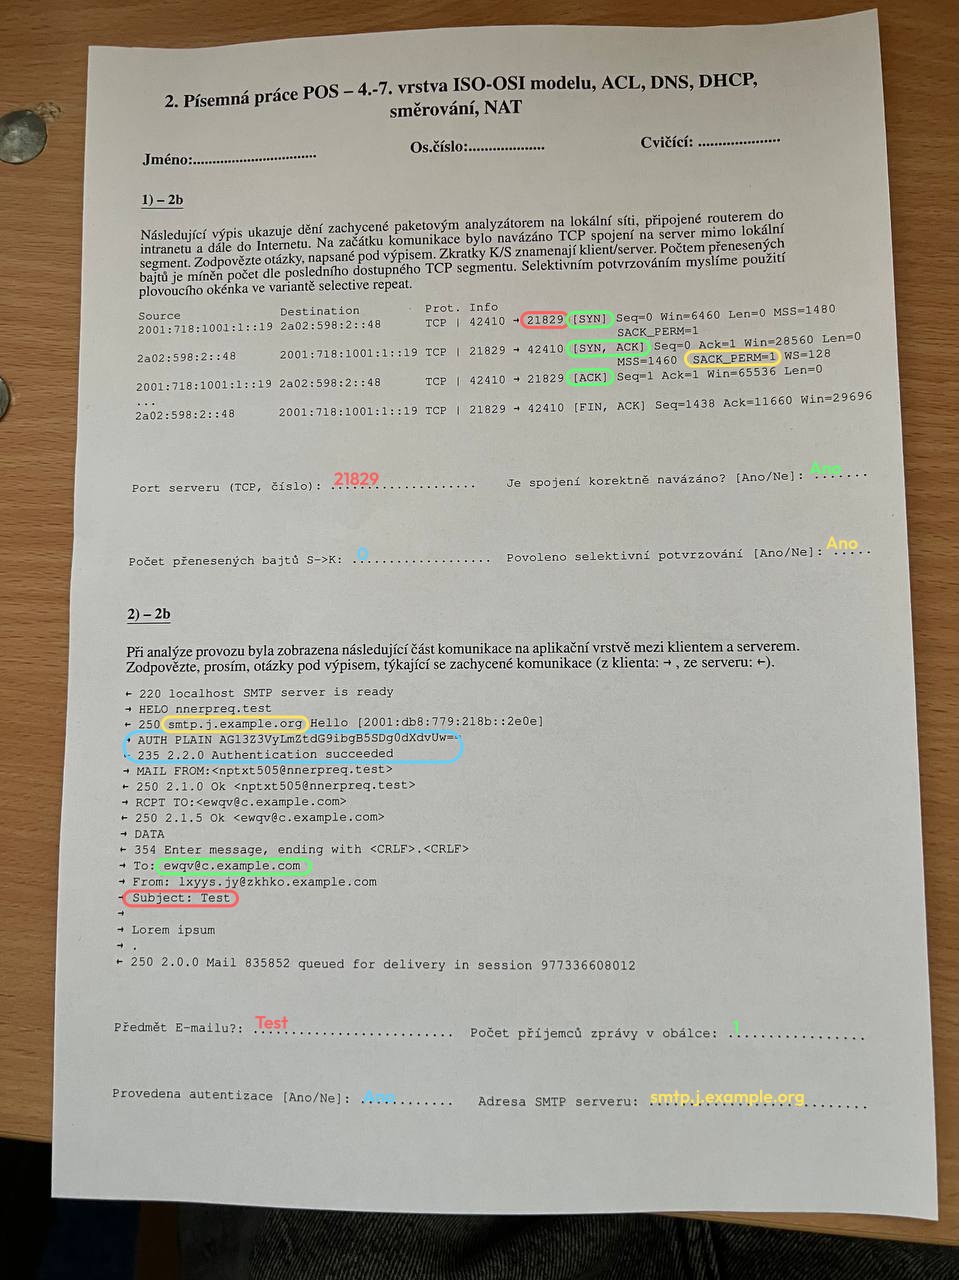 2. Písemná práce POS – 4.-7. vrstva ISO-OSI modelu, ACL, DNS, DHCP,
směrování, NAT
Jméno:............................... Os.číslo:................... Cvičící: ....................
1) – 2b
Následující výpis ukazuje dění zachycené paketovým analyzátorem na lokální síti, připojené routerem do
intranetu a dále do Internetu. Na začátku komunikace bylo navázáno TCP spojení na server mimo lokální
segment. Zodpovězte otázky, napsané pod výpisem. Zkratky K/S znamenají klient/server. Počtem přenesených
bajtů je míněn počet dle posledního dostupného TCP segmentu. Selektivním potvrzováním myslíme použití
plovoucího okénka ve variantě selective repeat.
Source Destination Prot. Info
2001:718:1001:1::19 2a02:598:2::48 TCP | 42410 → 21829 [SYN] Seq=0 Win=6460 Len=0 MSS=1480
SACK_PERM=1
2a02:598:2::48 2001:718:1001:1::19 TCP | 21829 → 42410 [SYN, ACK] Seq=0 Ack=1 Win=28560 Len=0
MSS=1460 SACK_PERM=1 WS=128
2001:718:1001:1::19 2a02:598:2::48 TCP | 42410 → 21829 [ACK] Seq=1 Ack=1 Win=65536 Len=0
...
2a02:598:2::48 2001:718:1001:1::19 TCP | 21829 → 42410 [FIN, ACK] Seq=1438 Ack=11660 Win=29696
Port serveru (TCP, číslo): 21829 Je spojení korektně navázáno? [Ano/Ne]: Ano
Počet přenesených bajtů S->K: 0 Povoleno selektivní potvrzování [Ano/Ne]: Ano
2) – 2b
Při analýze provozu byla zobrazena následující část komunikace na aplikační vrstvě mezi klientem a serverem.
Zodpovězte, prosím, otázky pod výpisem, týkající se zachycené komunikace (z klienta: → , ze serveru: ←).
← 220 localhost SMTP server is ready
→ HELO nnerpreq.test
← 250 smtp.j.example.org Hello [2001:db8:779:218b::2e0e]
→ AUTH PLAIN AGl3Z3VyLmZtdG9ibgB5SDg0dXdvUw==
← 235 2.2.0 Authentication succeeded
→ MAIL FROM:<nptxt505@nnerpreq.test>
← 250 2.1.0 Ok <nptxt505@nnerpreq.test>
→ RCPT TO:<ewqv@c.example.com>
← 250 2.1.5 Ok <ewqv@c.example.com>
→ DATA
← 354 Enter message, ending with <CRLF>.<CRLF>
→ To: ewqv@c.example.com
→ From: lxyys.jy@zkhko.example.com
→ Subject: Test
→
→ Lorem ipsum
→ .
← 250 2.0.0 Mail 835852 queued for delivery in session 977336608012
Předmět E-mailu?: Test Počet příjemců zprávy v obálce: 1
Provedena autentizace [Ano/Ne]: Ano Adresa SMTP serveru: smtp.j.example.org